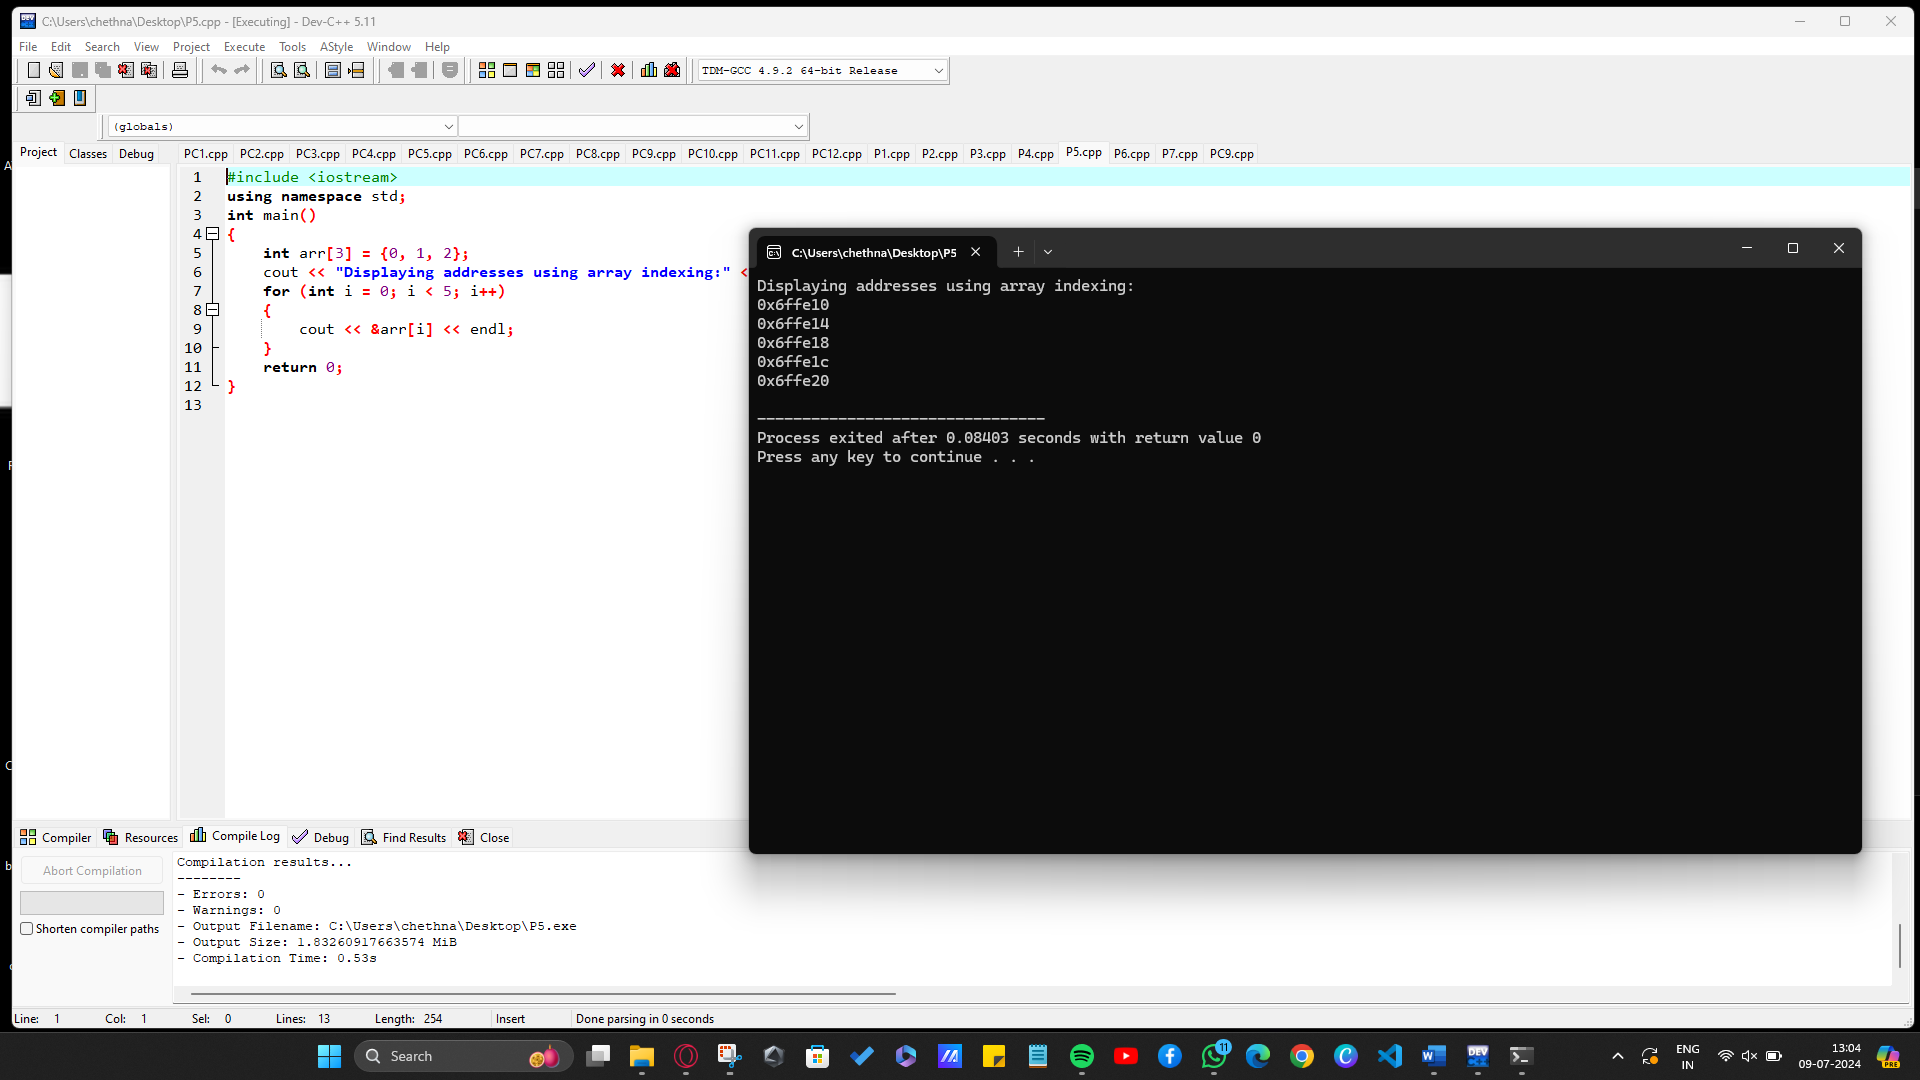 C:\Users\chethna\Desktop\P5.cpp - [Executing] - Dev-C++ 5.11
File Edit Search View Project Execute Tools AStyle Window Help
TDM-GCC 4.9.2 64-bit Release
(globals)
Project Classes Debug
PC1.cpp PC2.cpp PC3.cpp PC4.cpp PC5.cpp PC6.cpp PC7.cpp PC8.cpp PC9.cpp PC10.cpp PC11.cpp PC12.cpp P1.cpp P2.cpp P3.cpp P4.cpp P5.cpp P6.cpp P7.cpp PC9.cpp
1 #include <iostream>
2 using namespace std;
3 int main()
4 {
5 int arr[3] = {0, 1, 2};
6 cout << "Displaying addresses using array indexing:" <
7 for (int i = 0; i < 5; i++)
8 {
9 cout << &arr[i] << endl;
10 }
11 return 0;
12 }
13
C:\Users\chethna\Desktop\P5
Displaying addresses using array indexing:
0x6ffe10
0x6ffe14
0x6ffe18
0x6ffe1c
0x6ffe20
--------------------------------
Process exited after 0.08403 seconds with return value 0
Press any key to continue . . .
Compiler Resources Compile Log Debug Find Results Close
Abort Compilation
Shorten compiler paths
Compilation results...
--------
- Errors: 0
- Warnings: 0
- Output Filename: C:\Users\chethna\Desktop\P5.exe
- Output Size: 1.83260917663574 MiB
- Compilation Time: 0.53s
Line: 1 Col: 1 Sel: 0 Lines: 13 Length: 254 Insert Done parsing in 0 seconds
Search
11
DEV
ENG
IN
13:04
09-07-2024
PRE